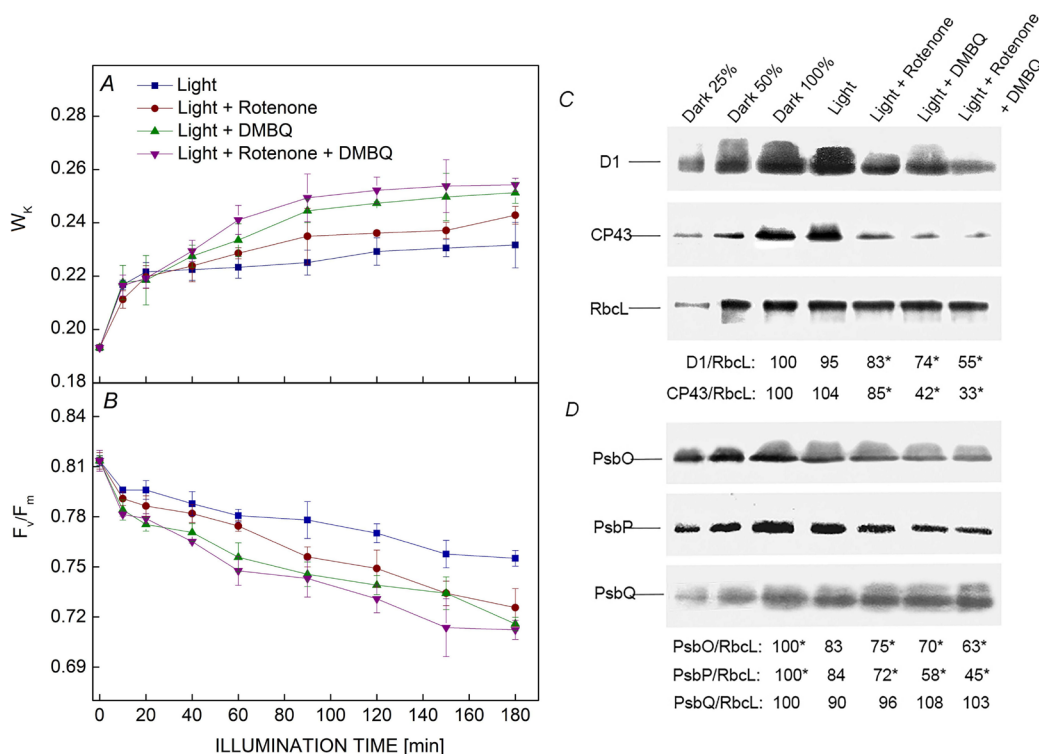 A
Light
Light + Rotenone
Light + DMBQ
Light + Rotenone + DMBQ
W_K
0.28
0.26
0.24
0.22
0.20
0.18
B
F_v/F_m
0.84
0.81
0.78
0.75
0.72
0.69
0 20 40 60 80 100 120 140 160 180
ILLUMINATION TIME [min]
C
Dark 25%
Dark 50%
Dark 100%
Light
Light + Rotenone
Light + DMBQ
Light + Rotenone
+ DMBQ
D1
CP43
RbcL
D1/RbcL: 100 95 83* 74* 55*
CP43/RbcL: 100 104 85* 42* 33*
D
PsbO
PsbP
PsbQ
PsbO/RbcL: 100* 83 75* 70* 63*
PsbP/RbcL: 100* 84 72* 58* 45*
PsbQ/RbcL: 100 90 96 108 103